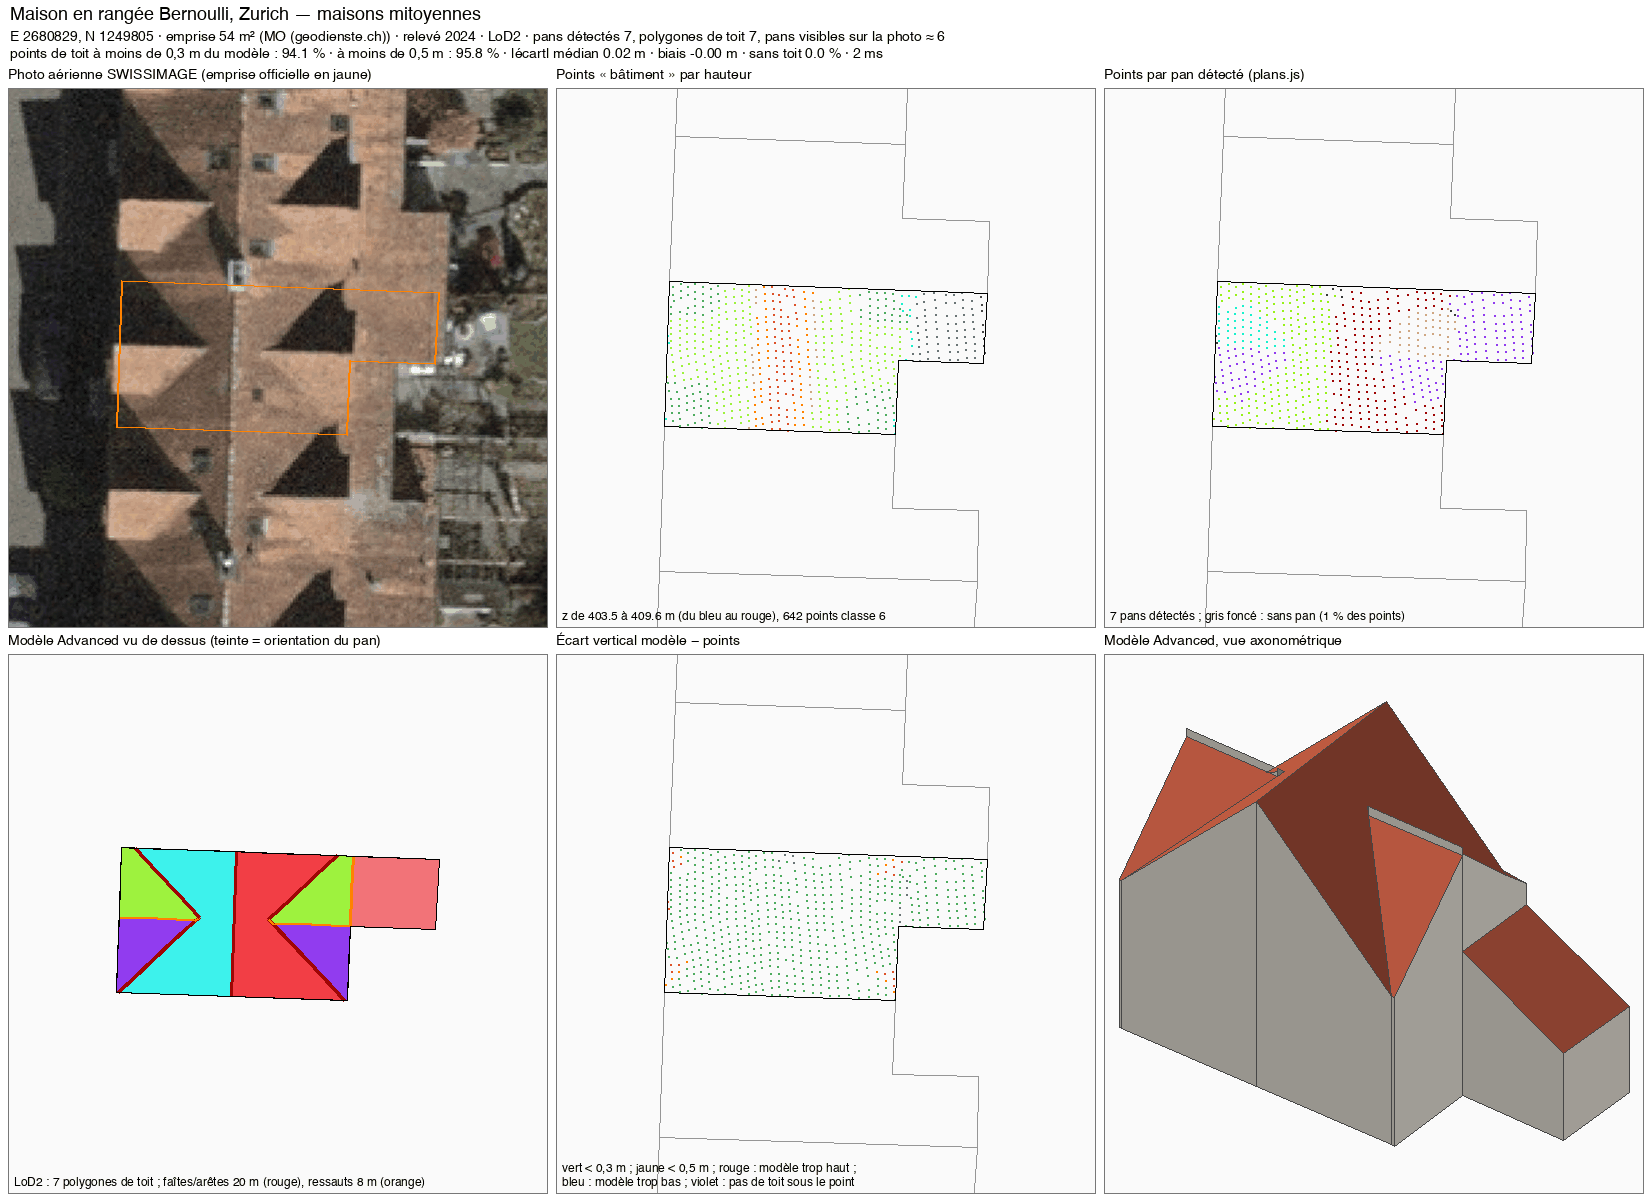 Maison en rangée Bernoulli, Zurich — maisons mitoyennes
E 2680829, N 1249805 · emprise 54 m² (MO (geodienste.ch)) · relevé 2024 · LoD2 · pans détectés 7, polygones de toit 7, pans visibles sur la photo ≈ 6
points de toit à moins de 0,3 m du modèle : 94.1 % · à moins de 0,5 m : 95.8 % · lécartl médian 0.02 m · biais -0.00 m · sans toit 0.0 % · 2 ms
Photo aérienne SWISSIMAGE (emprise officielle en jaune)
Points « bâtiment » par hauteur
Points par pan détecté (plans.js)
z de 403.5 à 409.6 m (du bleu au rouge), 642 points classe 6
7 pans détectés ; gris foncé : sans pan (1 % des points)
Modèle Advanced vu de dessus (teinte = orientation du pan)
Écart vertical modèle – points
Modèle Advanced, vue axonométrique
LoD2 : 7 polygones de toit ; faîtes/arêtes 20 m (rouge), ressauts 8 m (orange)
vert < 0,3 m ; jaune < 0,5 m ; rouge : modèle trop haut ;
bleu : modèle trop bas ; violet : pas de toit sous le point